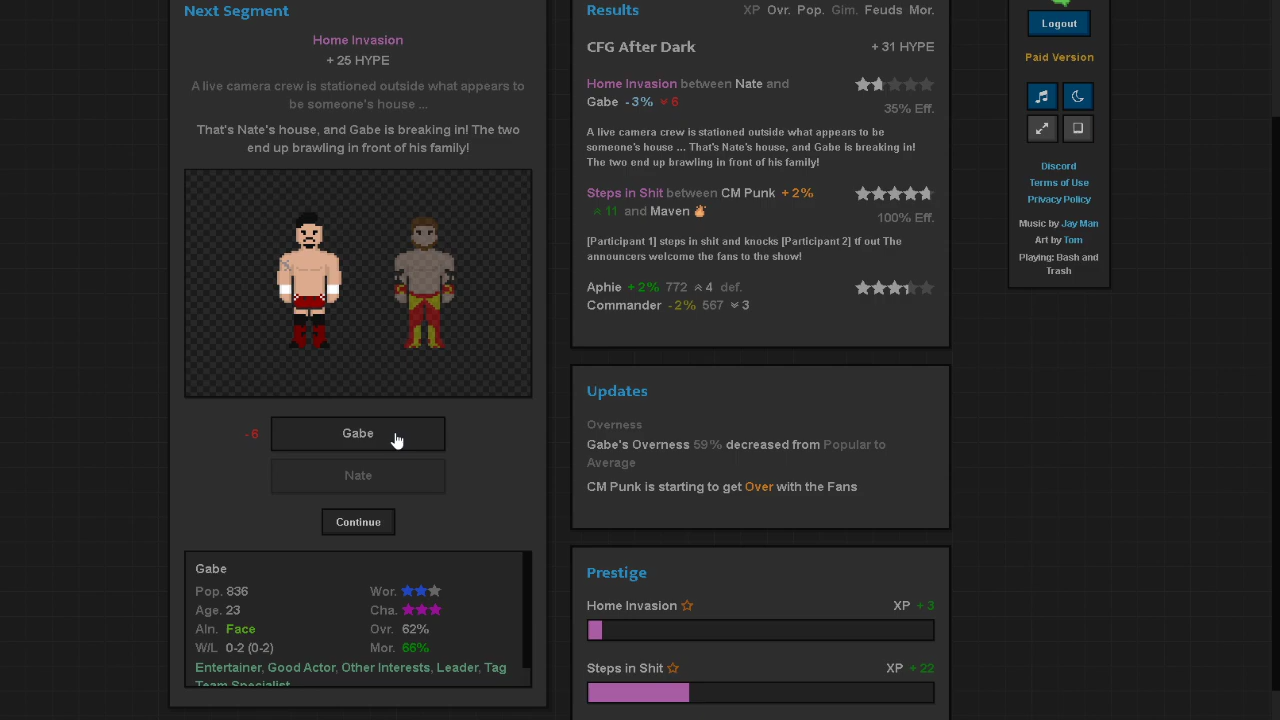 Next Segment
Home Invasion
+ 25 HYPE
A live camera crew is stationed outside what appears to
be someone's house ...
That's Nate's house, and Gabe is breaking in! The two
end up brawling in front of his family!
-6
Gabe
Nate
Continue
Gabe
Pop. 836
Wor.
Age. 23
Cha.
Aln. Face
Ovr. 62%
W/L 0-2 (0-2)
Mor. 66%
Entertainer, Good Actor, Other Interests, Leader, Tag
Team Specialist
Results
XP Ovr. Pop. Gim. Feuds Mor.
CFG After Dark
+ 31 HYPE
Home Invasion between Nate and
Gabe -3% 6
35% Eff.
A live camera crew is stationed outside what appears to be
someone's house ... That's Nate's house, and Gabe is breaking in!
The two end up brawling in front of his family!
Steps in Shit between CM Punk + 2%
11 and Maven
100% Eff.
[Participant 1] steps in shit and knocks [Participant 2] tf out The
announcers welcome the fans to the show!
Aphie + 2% 772 4 def.
Commander - 2% 567 3
Updates
Overness
Gabe's Overness 59% decreased from Popular to
Average
CM Punk is starting to get Over with the Fans
Prestige
Home Invasion
XP + 3
Steps in Shit
XP + 22
Logout
Paid Version
Discord
Terms of Use
Privacy Policy
Music by Jay Man
Art by Tom
Playing: Bash and
Trash